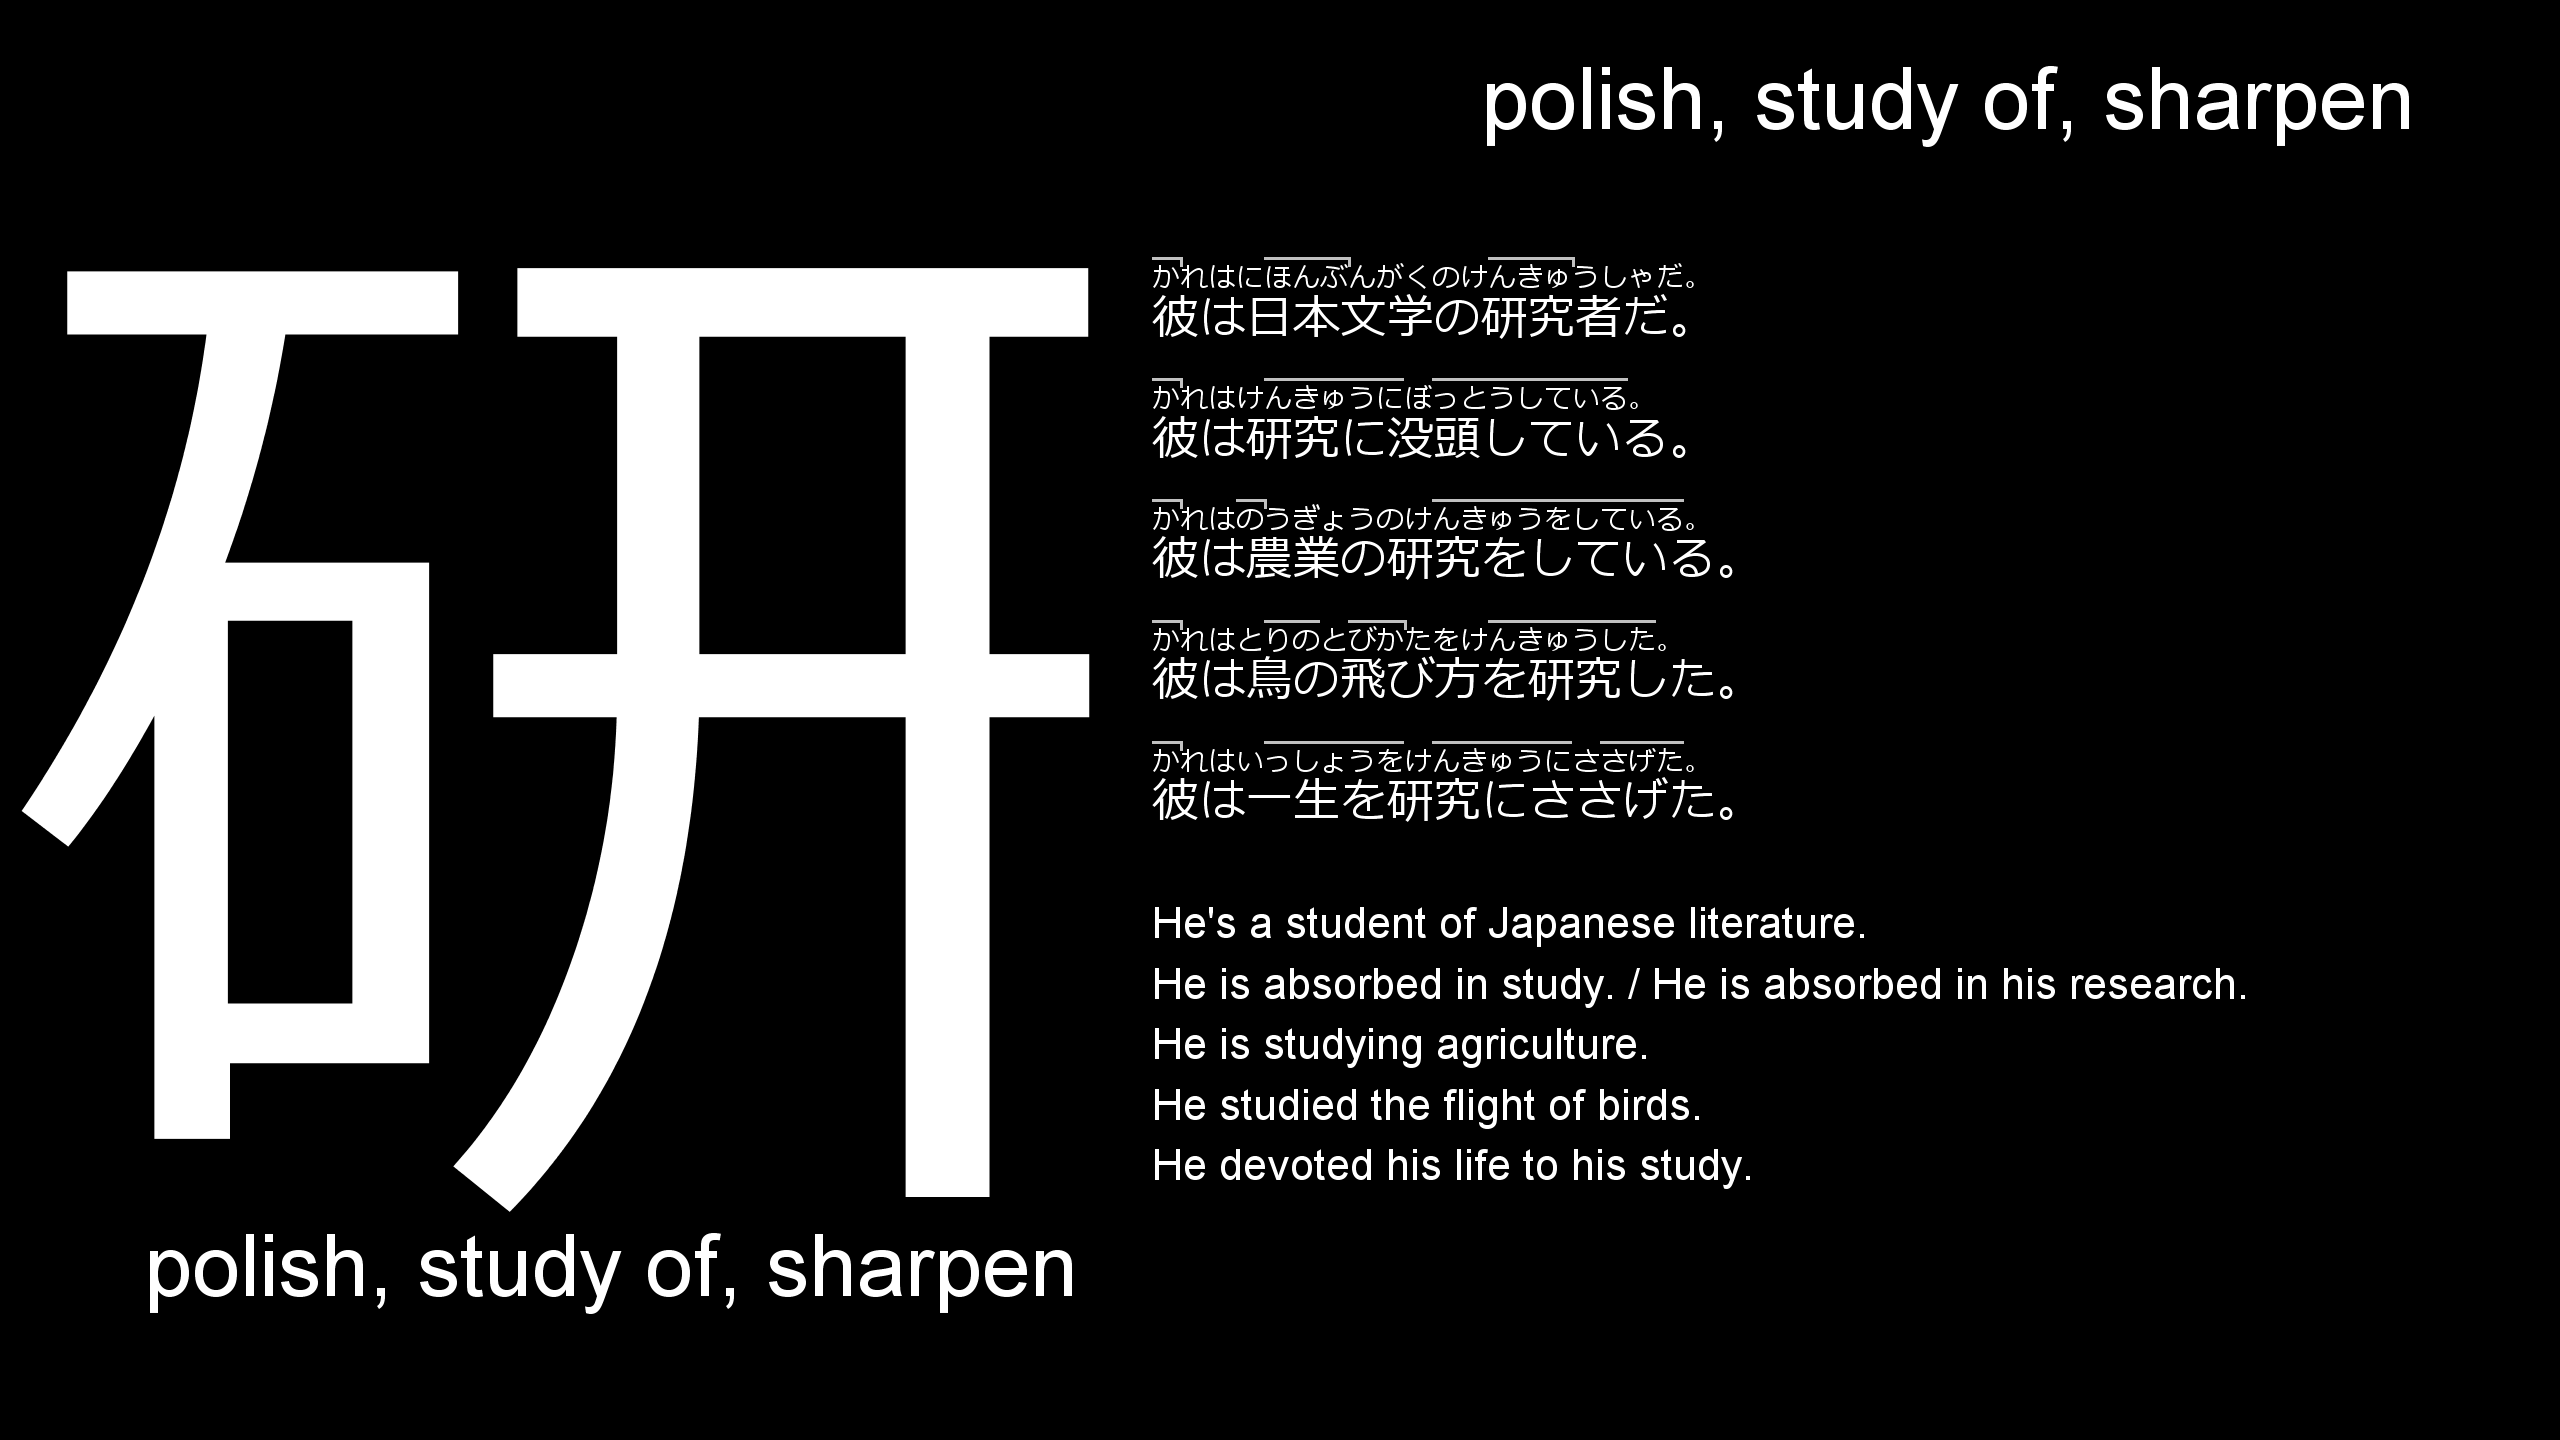 polish, study of, sharpen
研
かれはにほんぶんがくのけんきゅうしゃだ。
彼は日本文学の研究者だ。
かれはけんきゅうにぼっとうしている。
彼は研究に没頭している。
かれはのうぎょうのけんきゅうをしている。
彼は農業の研究をしている。
かれはとりのとびかたをけんきゅうした。
彼は鳥の飛び方を研究した。
かれはいっしょうをけんきゅうにささげた。
彼は一生を研究にささげた。
He's a student of Japanese literature.
He is absorbed in study. / He is absorbed in his research.
He is studying agriculture.
He studied the flight of birds.
He devoted his life to his study.
polish, study of, sharpen